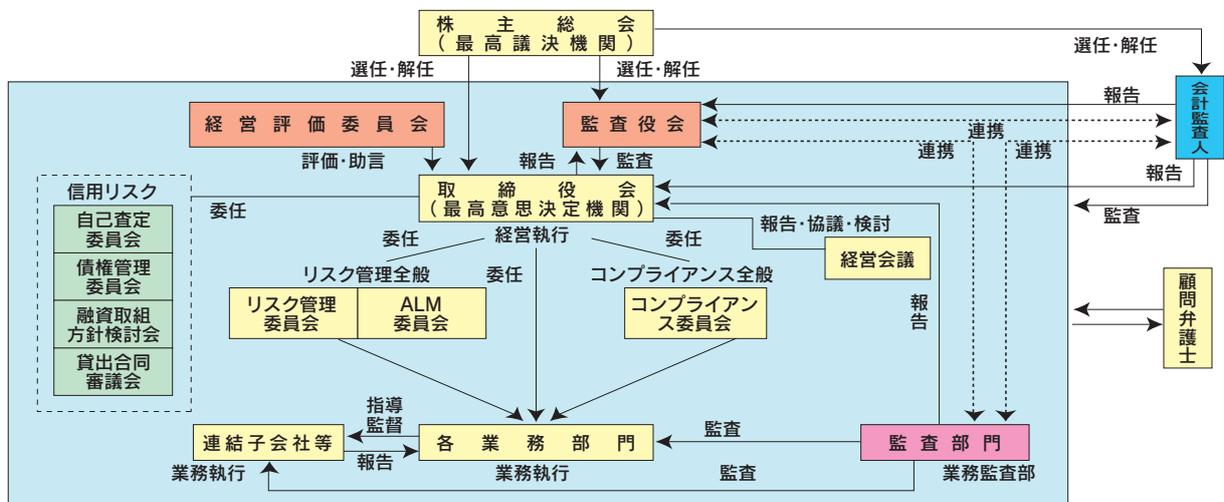 株主総会
(最高議決機関)
選任・解任
選任・解任
選任・解任
経営評価委員会
監査役会
報告
会計監査人
連携
連携
連携
評価・助言
報告
監査
信用リスク
委任
取締役会
(最高意思決定機関)
報告
監査
自己査定
委員会
債権管理
委員会
融資取組
方針検討会
貸出合同
審議会
経営執行
報告・協議・検討
経営会議
委任
委任
委任
リスク管理全般
コンプライアンス全般
リスク管理
委員会
ALM
委員会
コンプライアン
ス委員会
報告
顧問弁護士
指導
監督
連結子会社等
報告
各業務部門
監査
監査部門
業務執行
業務執行
監査
業務監査部